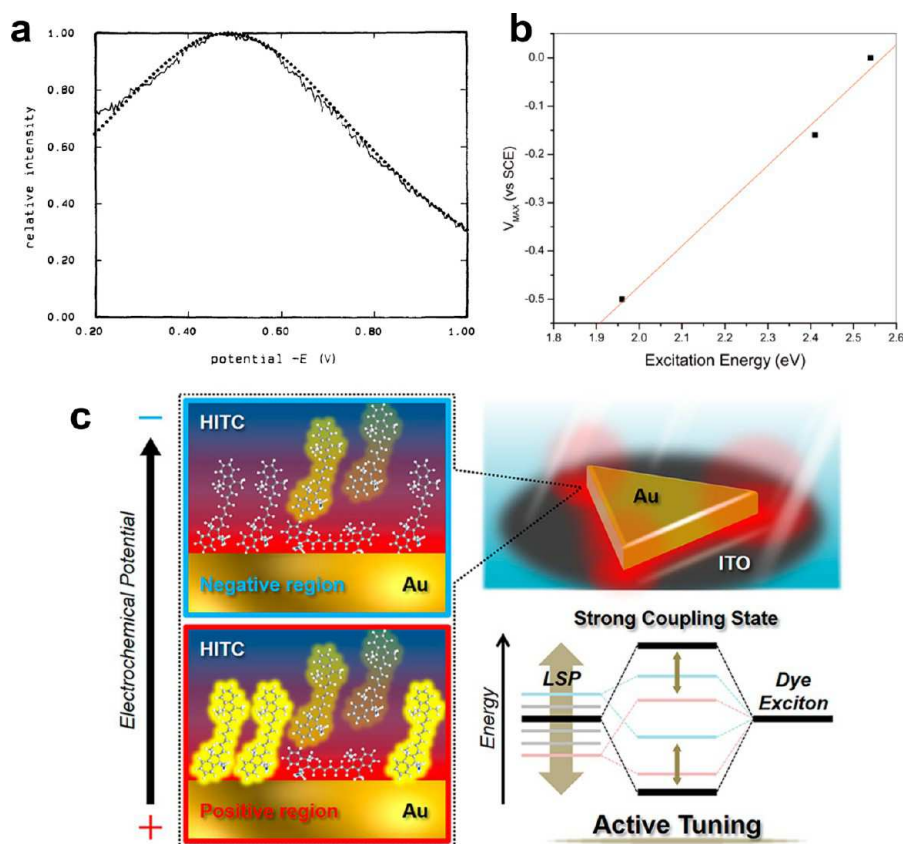 a
relative intensity
1.00
0.80
0.60
0.40
0.20
0.00
0.20
0.40
0.60
0.80
1.00
potential -E (V)
b
V_MAX (vs SCE)
0.0
-0.1
-0.2
-0.3
-0.4
-0.5
1.8
1.9
2.0
2.1
2.2
2.3
2.4
2.5
2.6
Excitation Energy (eV)
c
−
Electrochemical Potential
+
HITC
Negative region
Au
HITC
Positive region
Au
Au
ITO
Strong Coupling State
Energy
LSP
Dye
Exciton
Active Tuning